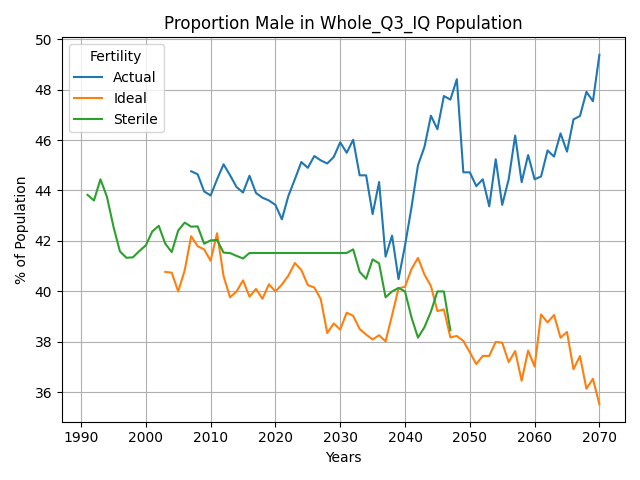 Proportion Male in Whole_Q3_IQ Population
% of Population
50
48
46
44
42
40
38
36
Fertility
Actual
Ideal
Sterile
1990 2000 2010 2020 2030 2040 2050 2060 2070
Years